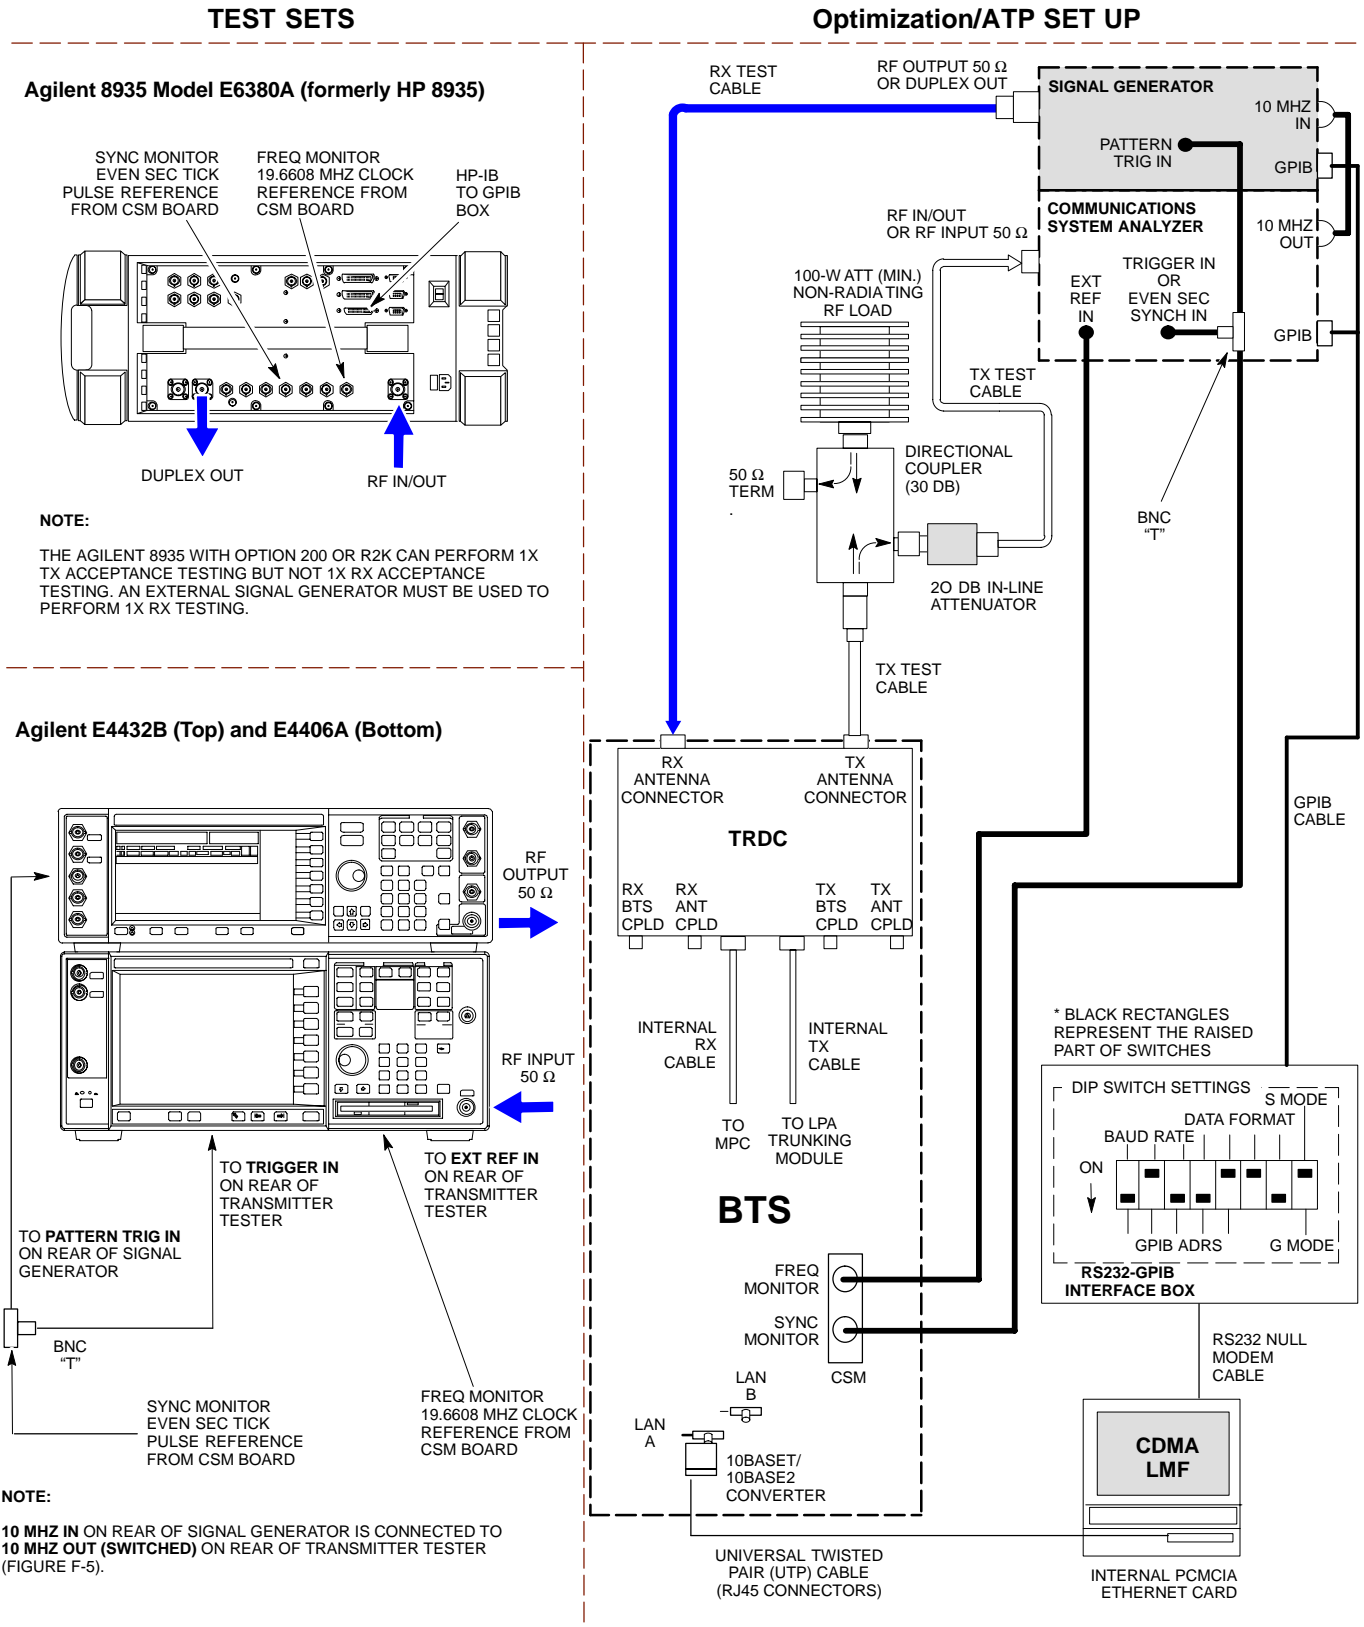 TEST SETS
Optimization/ATP SET UP
Agilent 8935 Model E6380A (formerly HP 8935)
SYNC MONITOR
EVEN SEC TICK
PULSE REFERENCE
FROM CSM BOARD
FREQ MONITOR
19.6608 MHZ CLOCK
REFERENCE FROM
CSM BOARD
HP-IB
TO GPIB
BOX
DUPLEX OUT
RF IN/OUT
NOTE:
THE AGILENT 8935 WITH OPTION 200 OR R2K CAN PERFORM 1X
TX ACCEPTANCE TESTING BUT NOT 1X RX ACCEPTANCE
TESTING. AN EXTERNAL SIGNAL GENERATOR MUST BE USED TO
PERFORM 1X RX TESTING.
Agilent E4432B (Top) and E4406A (Bottom)
RF
OUTPUT
50 Ω
RF INPUT
50 Ω
TO TRIGGER IN
ON REAR OF
TRANSMITTER
TESTER
TO EXT REF IN
ON REAR OF
TRANSMITTER
TESTER
TO PATTERN TRIG IN
ON REAR OF SIGNAL
GENERATOR
BNC
“T”
SYNC MONITOR
EVEN SEC TICK
PULSE REFERENCE
FROM CSM BOARD
FREQ MONITOR
19.6608 MHZ CLOCK
REFERENCE FROM
CSM BOARD
NOTE:
10 MHZ IN ON REAR OF SIGNAL GENERATOR IS CONNECTED TO
10 MHZ OUT (SWITCHED) ON REAR OF TRANSMITTER TESTER
(FIGURE F-5).
RX TEST
CABLE
RF OUTPUT 50 Ω
OR DUPLEX OUT
SIGNAL GENERATOR
10 MHZ
IN
PATTERN
TRIG IN
GPIB
COMMUNICATIONS
SYSTEM ANALYZER
RF IN/OUT
OR RF INPUT 50 Ω
10 MHZ
OUT
TRIGGER IN
OR
EVEN SEC
SYNCH IN
EXT
REF
IN
GPIB
100-W ATT (MIN.)
NON-RADIA TING
RF LOAD
TX TEST
CABLE
DIRECTIONAL
COUPLER
(30 DB)
50 Ω
TERM
.
BNC
“T”
2O DB IN-LINE
ATTENUATOR
TX TEST
CABLE
RX
ANTENNA
CONNECTOR
TX
ANTENNA
CONNECTOR
TRDC
RX
BTS
CPLD
RX
ANT
CPLD
TX
BTS
CPLD
TX
ANT
CPLD
GPIB
CABLE
INTERNAL
RX
CABLE
INTERNAL
TX
CABLE
TO
MPC
TO LPA
TRUNKING
MODULE
BTS
* BLACK RECTANGLES
REPRESENT THE RAISED
PART OF SWITCHES
DIP SWITCH SETTINGS
S MODE
DATA FORMAT
BAUD RATE
ON
GPIB ADRS
G MODE
RS232-GPIB
INTERFACE BOX
FREQ
MONITOR
SYNC
MONITOR
CSM
RS232 NULL
MODEM
CABLE
LAN
B
LAN
A
10BASET/
10BASE2
CONVERTER
CDMA
LMF
UNIVERSAL TWISTED
PAIR (UTP) CABLE
(RJ45 CONNECTORS)
INTERNAL PCMCIA
ETHERNET CARD